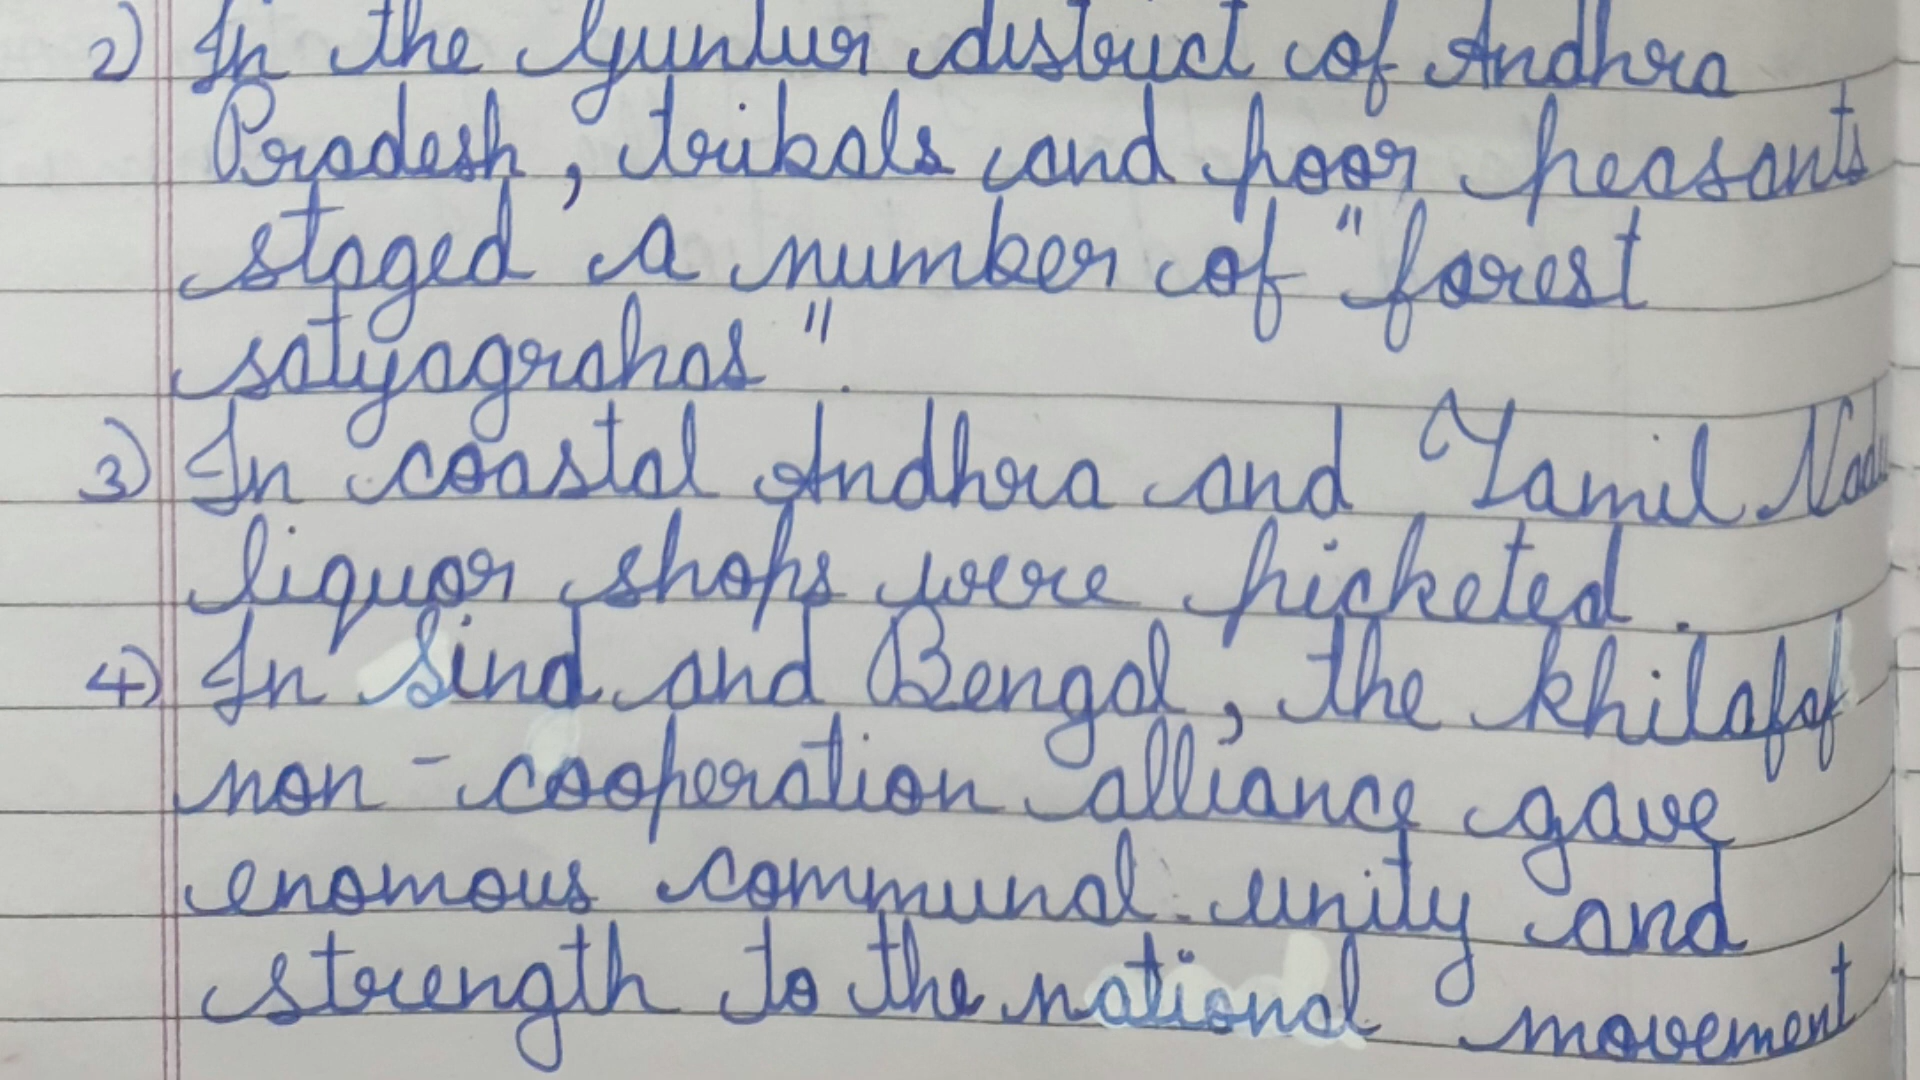 2) In the Guntur district of Andhra
Pradesh, tribals and poor peasants
staged a number of "forest
satyagrahas".
3) In coastal Andhra and Tamil Nadu
liquor shops were picketed.
4) In Sind and Bengal, the khilafat
non-cooperation alliance gave
enomous communal unity and
strength to the national movement